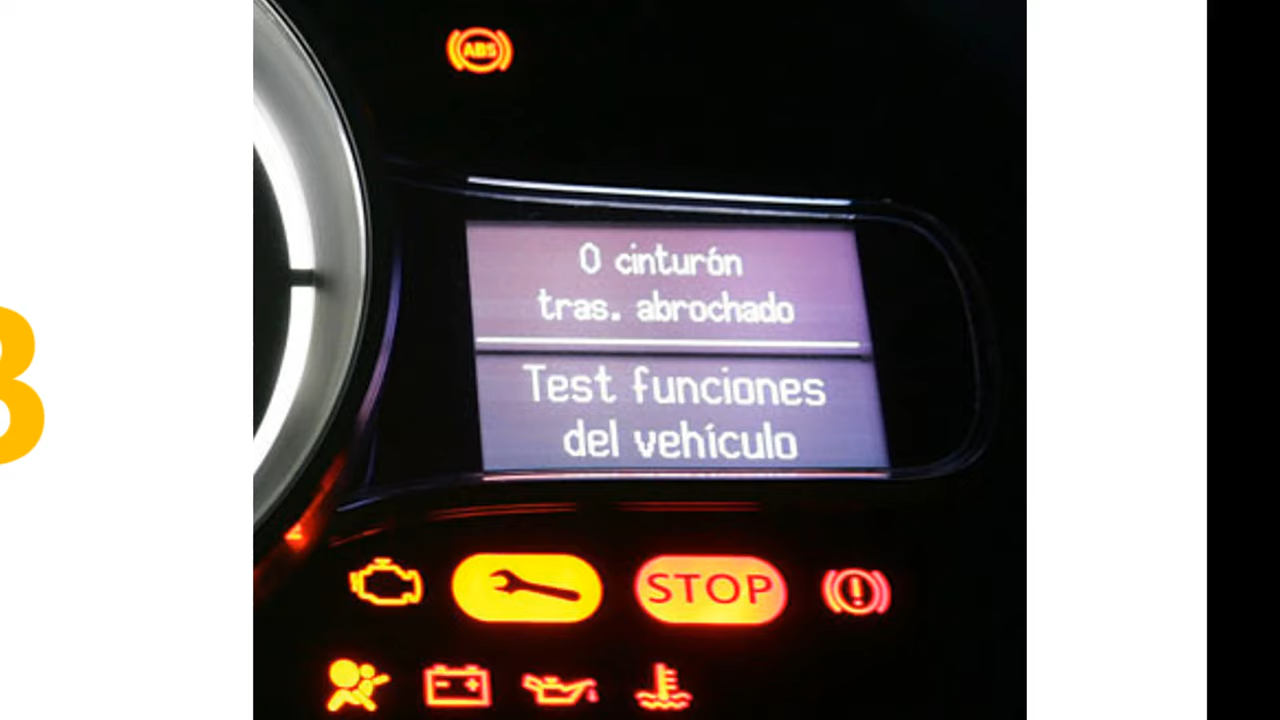 ABS
0 cinturón
tras. abrochado
Test funciones
del vehículo
STOP